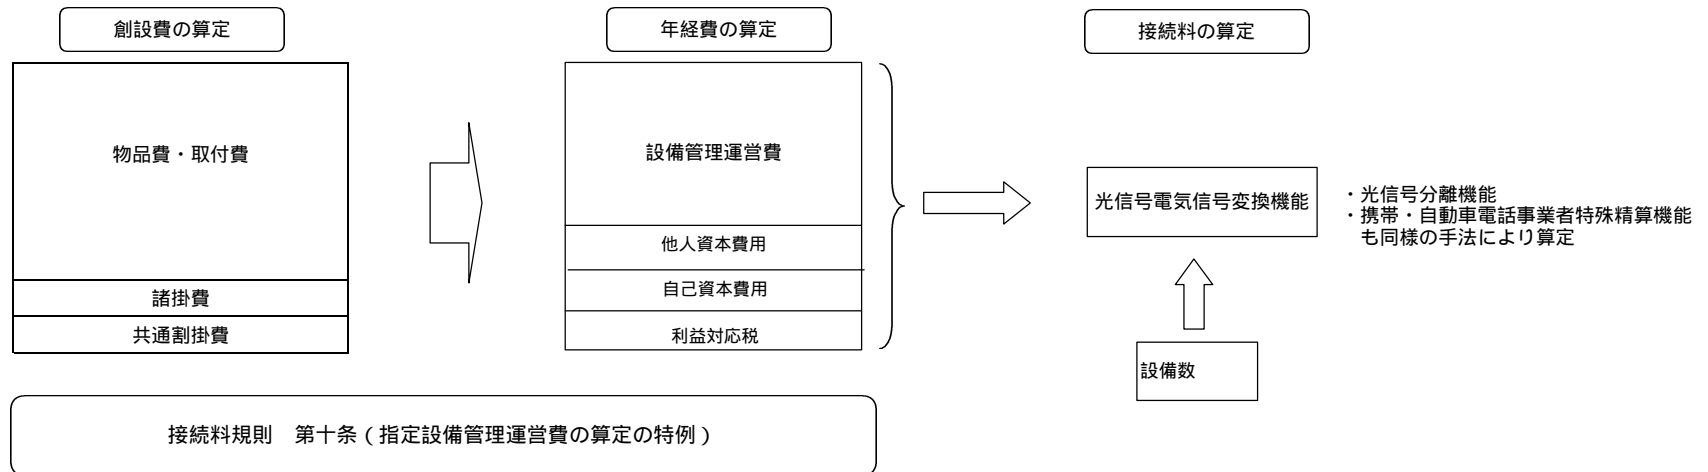 創設費の算定
物品費・取付費
諸掛費
共通割掛費
年経費の算定
設備管理運営費
他人資本費用
自己資本費用
利益対応税
接続料の算定
光信号電気信号変換機能
・光信号分離機能
・携帯・自動車電話事業者特殊精算機能
も同様の手法により算定
設備数
接続料規則　第十条（指定設備管理運営費の算定の特例）